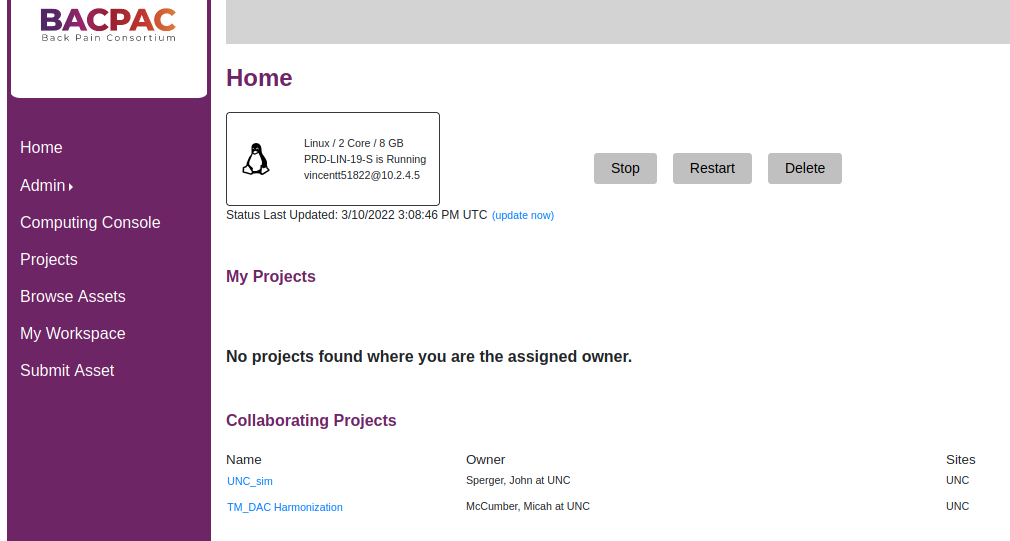 BACPAC
Back Pain Consortium
Home
Admin
Computing Console
Projects
Browse Assets
My Workspace
Submit Asset
Home
Linux / 2 Core / 8 GB
PRD-LIN-19-S is Running
vincentt51822@10.2.4.5
Stop Restart Delete
Status Last Updated: 3/10/2022 3:08:46 PM UTC (update now)
My Projects
No projects found where you are the assigned owner.
Collaborating Projects
Name Owner Sites
UNC_sim Sperger, John at UNC UNC
TM_DAC Harmonization McCumber, Micah at UNC UNC